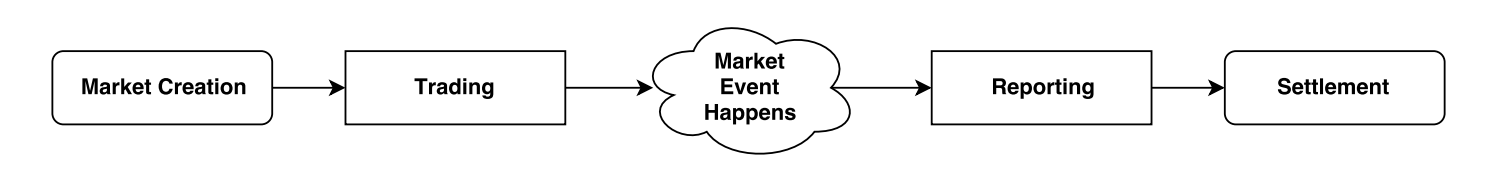 Market Creation
Trading
Market
Event
Happens
Reporting
Settlement